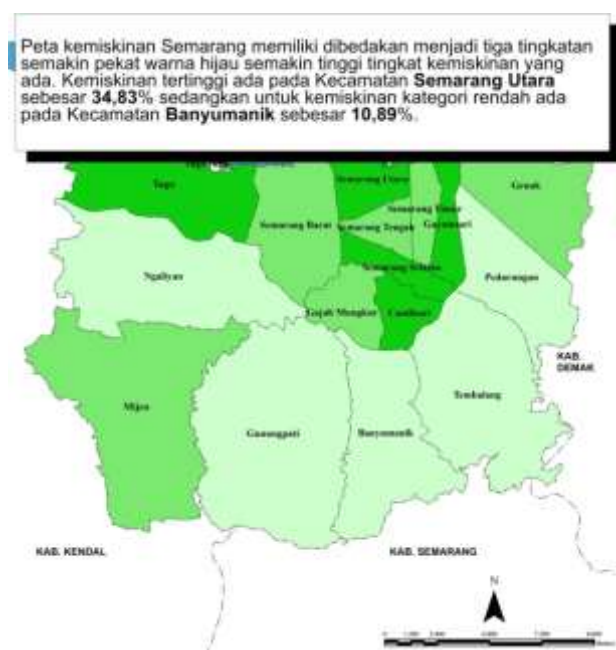 Peta kemiskinan Semarang memiliki dibedakan menjadi tiga tingkatan
semakin pekat warna hijau semakin tinggi tingkat kemiskinan yang
ada. Kemiskinan tertinggi ada pada Kecamatan Semarang Utara
sebesar 34,83% sedangkan untuk kemiskinan kategori rendah ada
pada Kecamatan Banyumanik sebesar 10,89%.
Tugu
Semarang Utara
Genuk
Semarang Timur
Semarang Barat
Semarang Tengah
Gayamsari
Semarang Selatan
Ngaliyan
Pedurungan
Gajah Mungkur
Candisari
KAB.
DEMAK
Mijen
Tembalang
Gunungpati
Banyumanik
KAB. KENDAL
KAB. SEMARANG
N